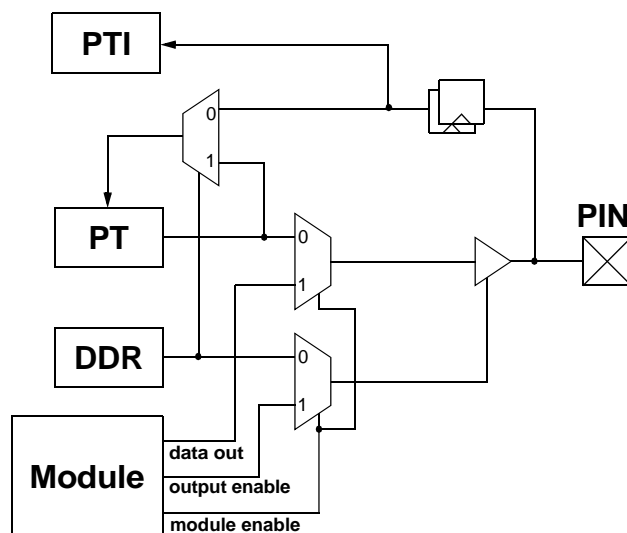 PTI
0
1
PT
PIN
0
1
DDR
0
1
Module
data out
output enable
module enable